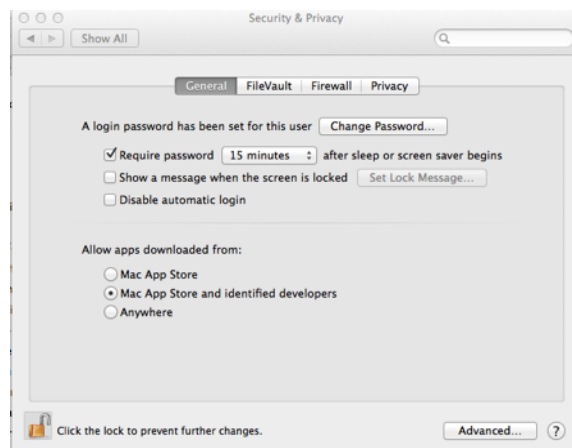 Security & Privacy
Show All
General FileVault Firewall Privacy
A login password has been set for this user Change Password...
Require password 15 minutes after sleep or screen saver begins
Show a message when the screen is locked Set Lock Message...
Disable automatic login
Allow apps downloaded from:
Mac App Store
Mac App Store and identified developers
Anywhere
Click the lock to prevent further changes. Advanced... ?